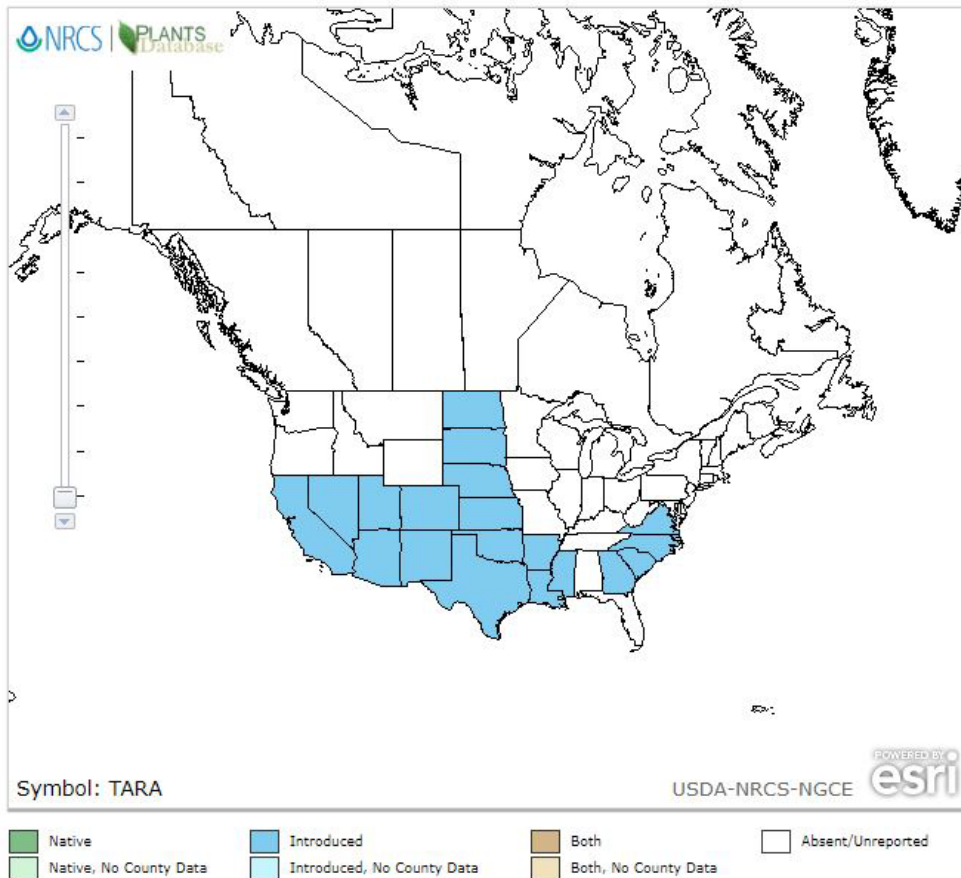 NRCS | PLANTS
Database
Symbol: TARA
USDA-NRCS-NGCE
POWERED BY
esri
Native
Introduced
Both
Absent/Unreported
Native, No County Data
Introduced, No County Data
Both, No County Data